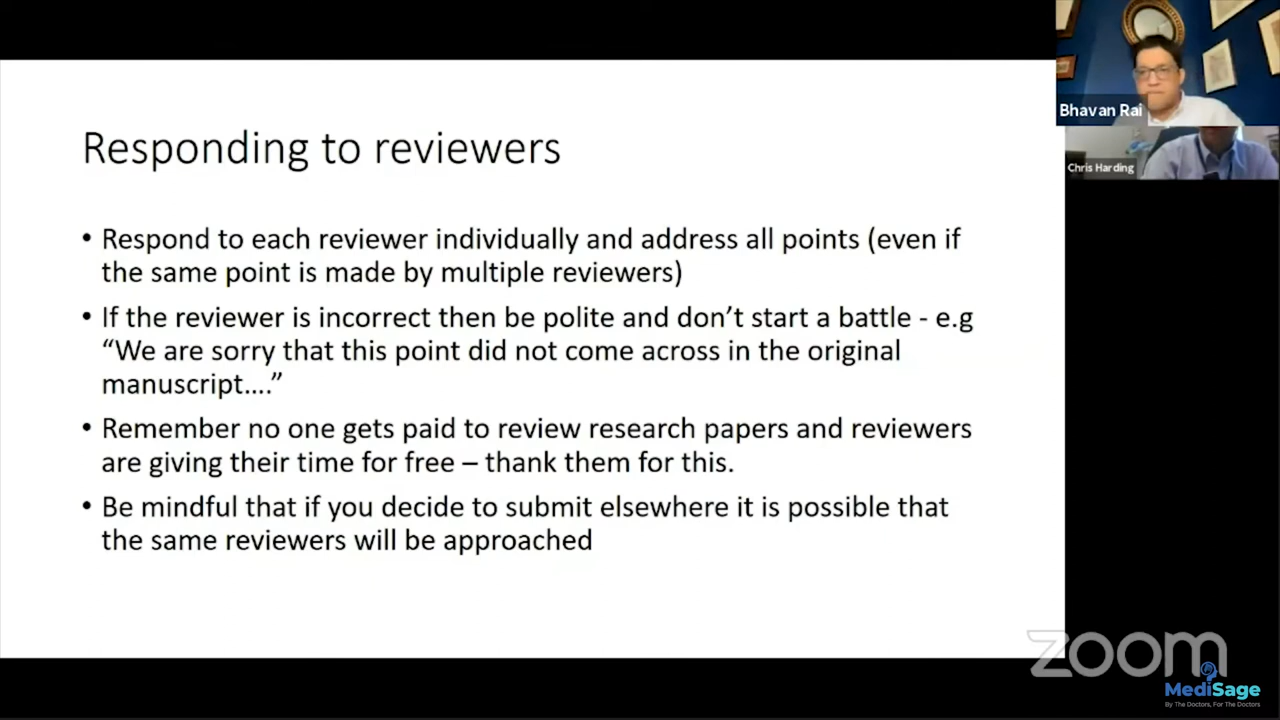 Responding to reviewers
• Respond to each reviewer individually and address all points (even if
the same point is made by multiple reviewers)
• If the reviewer is incorrect then be polite and don’t start a battle - e.g
“We are sorry that this point did not come across in the original
manuscript....”
• Remember no one gets paid to review research papers and reviewers
are giving their time for free – thank them for this.
• Be mindful that if you decide to submit elsewhere it is possible that
the same reviewers will be approached
Bhavan Rai
Chris Harding
zoom
MediSage
By The Doctors, For The Doctors